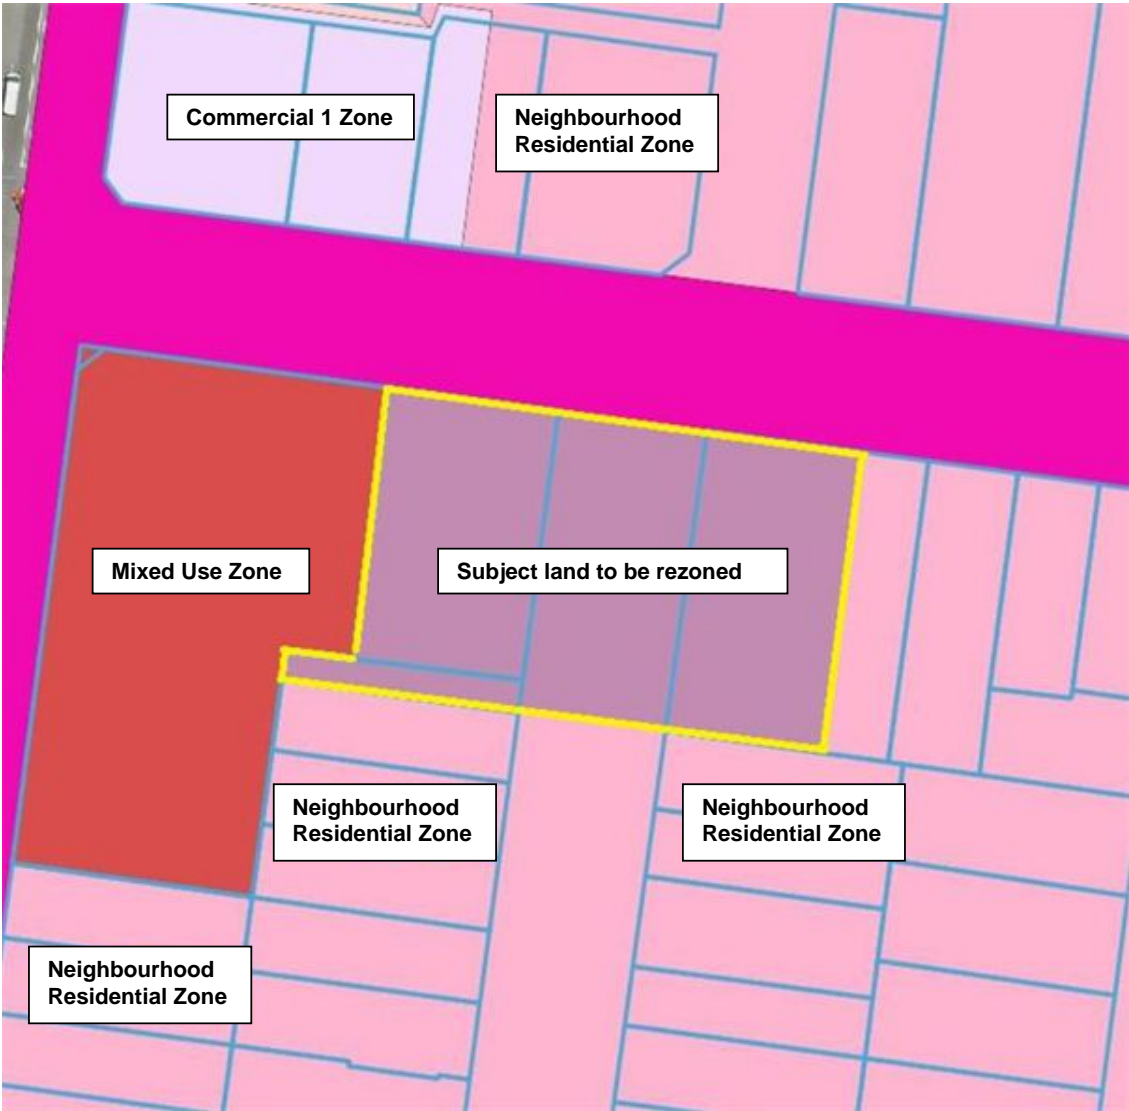 Commercial 1 Zone
Neighbourhood
Residential Zone
Mixed Use Zone
Subject land to be rezoned
Neighbourhood
Residential Zone
Neighbourhood
Residential Zone
Neighbourhood
Residential Zone